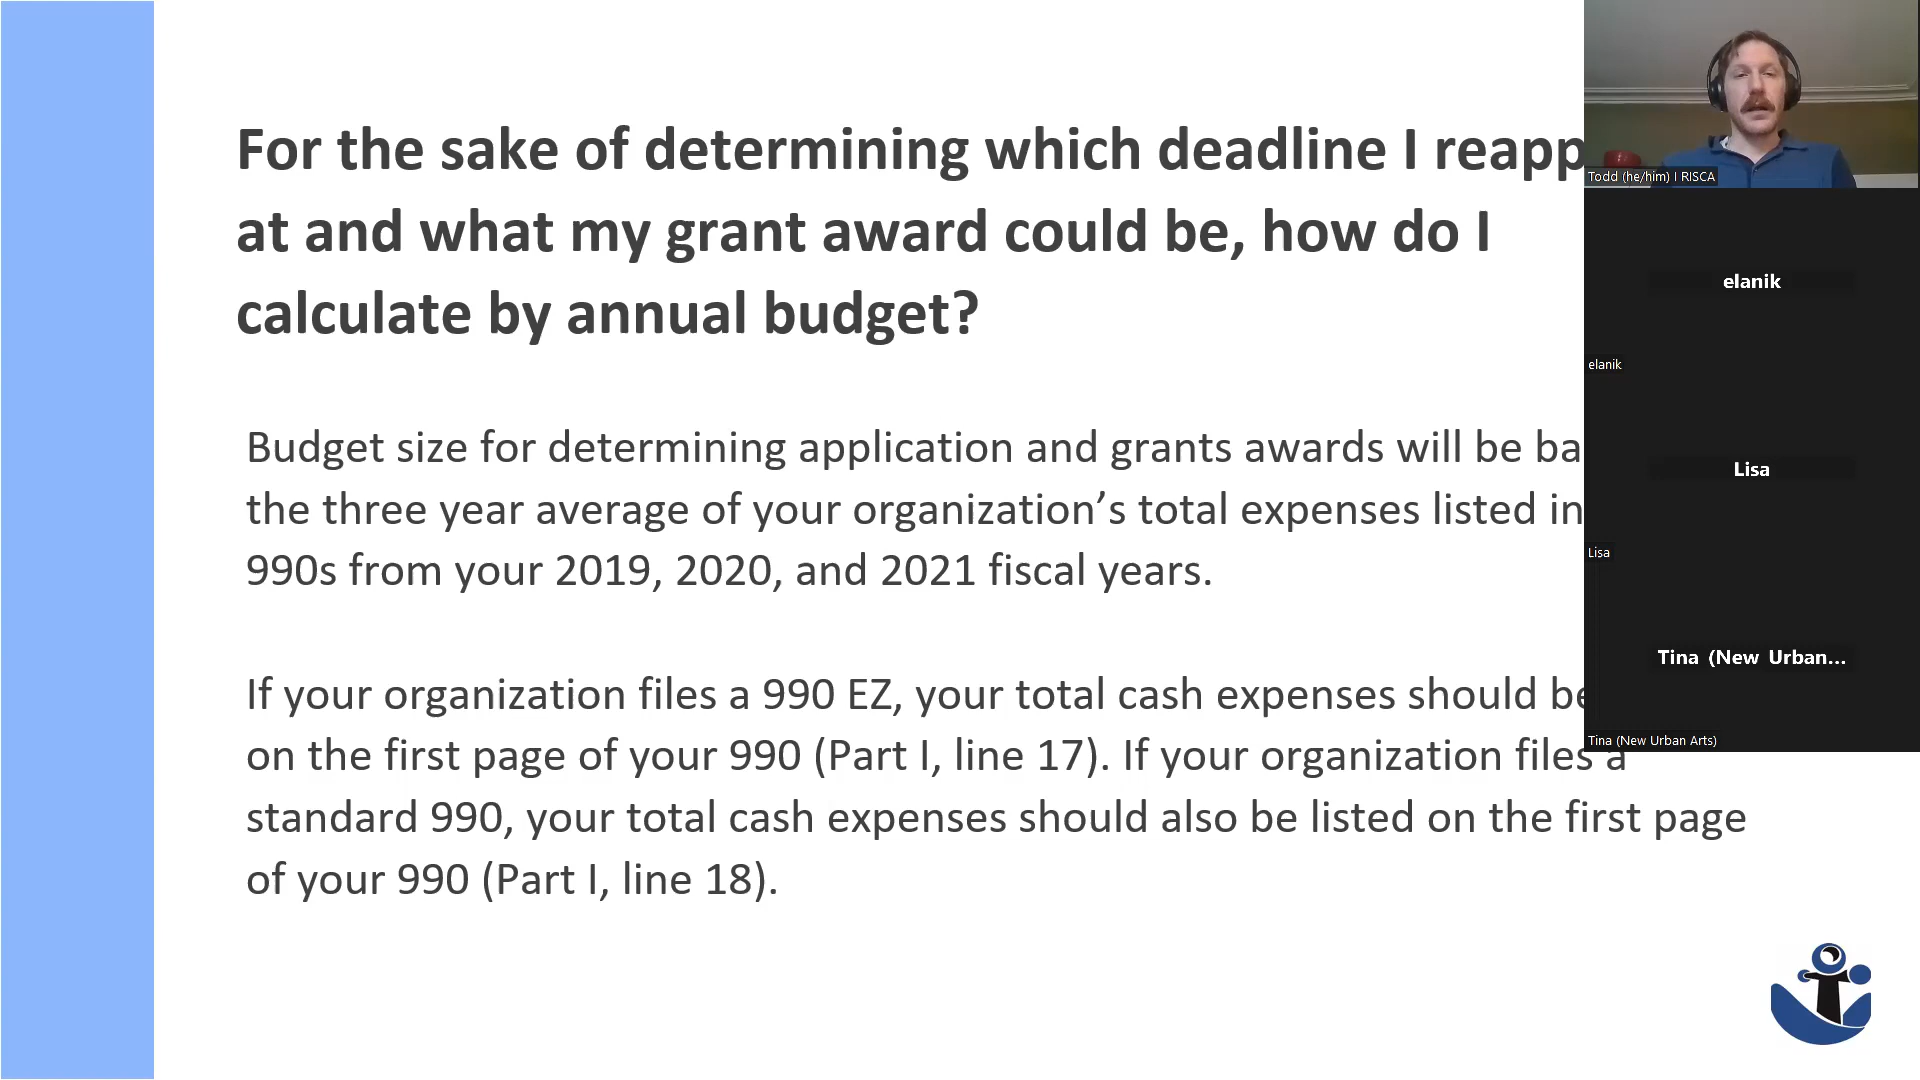 For the sake of determining which deadline I reapp
at and what my grant award could be, how do I
calculate by annual budget?
Budget size for determining application and grants awards will be ba
the three year average of your organization’s total expenses listed in
990s from your 2019, 2020, and 2021 fiscal years.
If your organization files a 990 EZ, your total cash expenses should be
on the first page of your 990 (Part I, line 17). If your organization files a
standard 990, your total cash expenses should also be listed on the first page
of your 990 (Part I, line 18).
Todd (he/him) I RISCA
elanik
elanik
Lisa
Lisa
Tina (New Urban...
Tina (New Urban Arts)